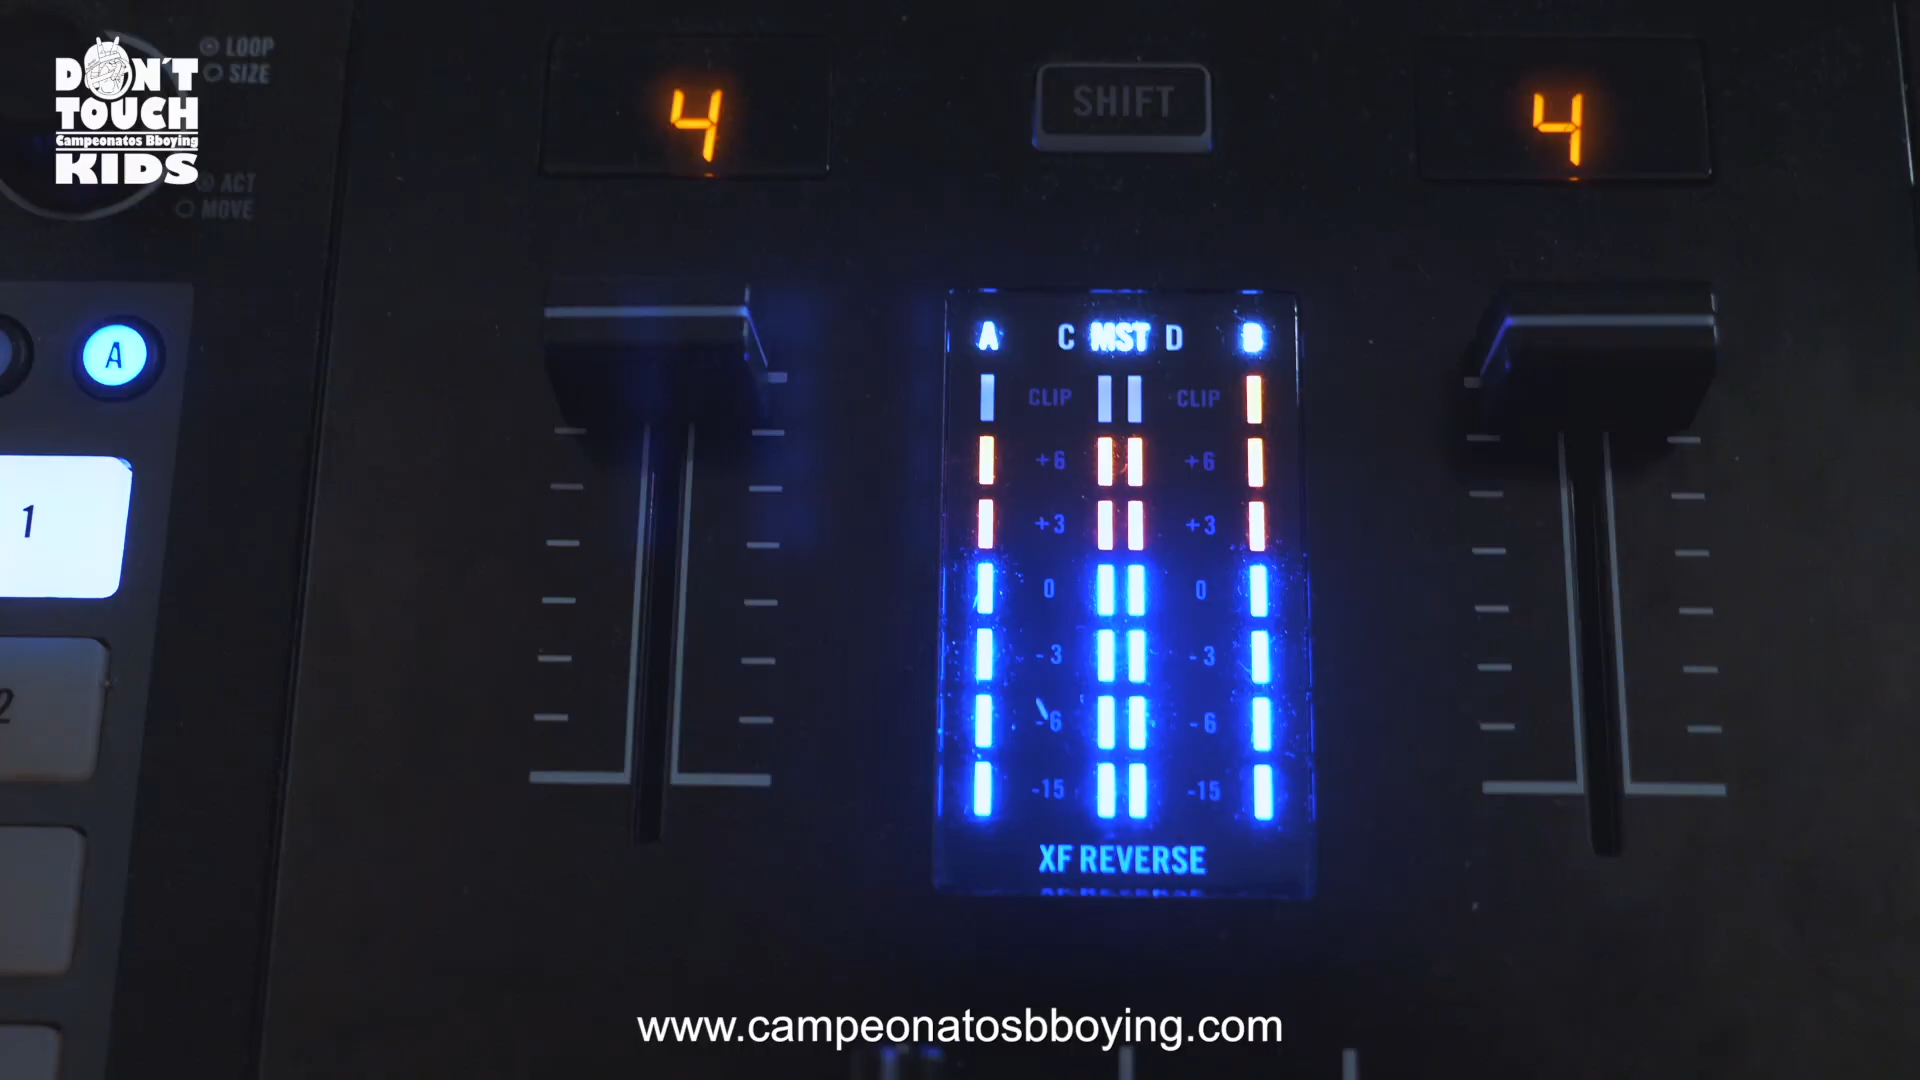 DON'T
TOUCH
Campeonatos Bboying
KIDS
LOOP
SIZE
ACT
MOVE
4
SHIFT
4
A
1
2
A C MST D B
CLIP CLIP
+6 +6
+3 +3
0 0
-3 -3
-6 -6
-15 -15
XF REVERSE
www.campeonatosbboying.com